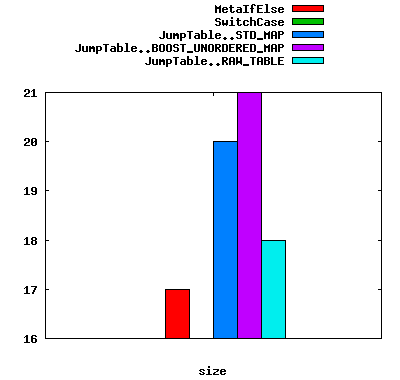 MetaIfElse
SwitchCase
JumpTable..STD_MAP
JumpTable..BOOST_UNORDERED_MAP
JumpTable..RAW_TABLE
21
20
19
18
17
16
size